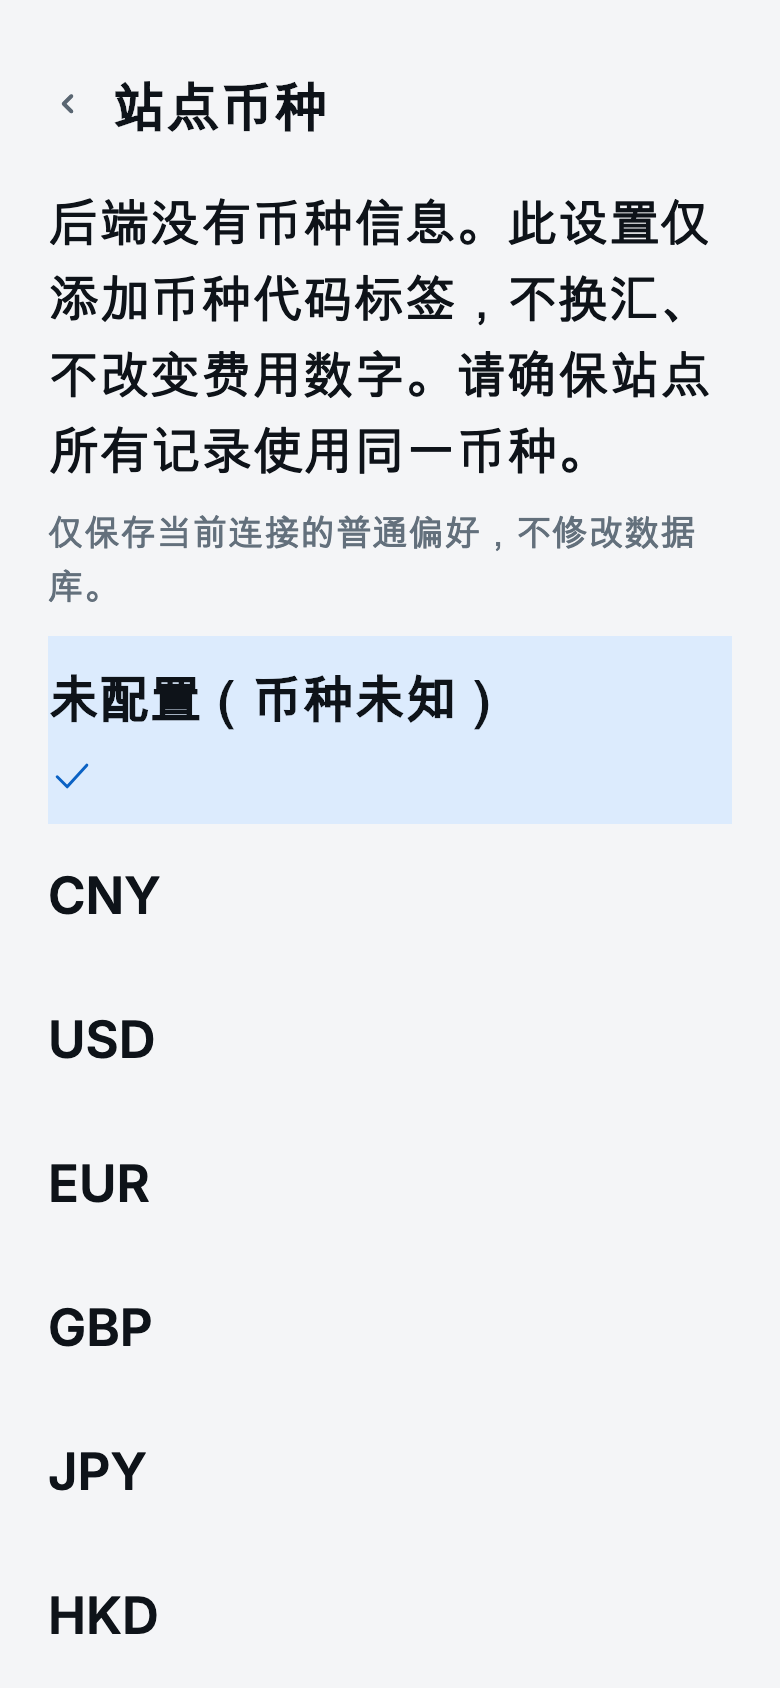 站点币种
后端没有币种信息。此设置仅
添加币种代码标签，不换汇、
不改变费用数字。请确保站点
所有记录使用同一币种。
仅保存当前连接的普通偏好，不修改数据
库。
未配置（币种未知）
CNY
USD
EUR
GBP
JPY
HKD